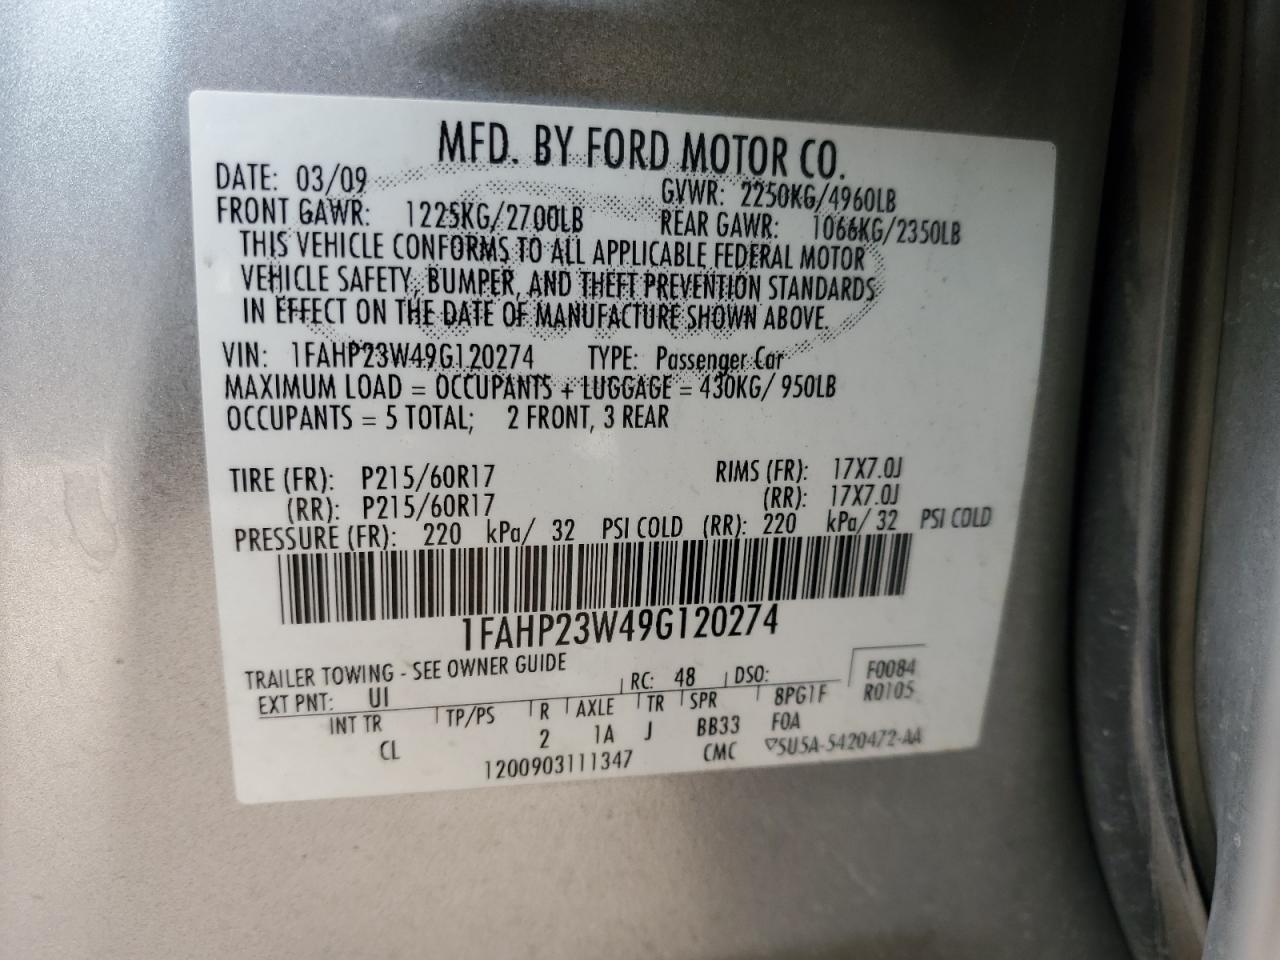 MFD. BY FORD MOTOR CO.
DATE: 03/09 GVWR: 2250KG/4960LB
FRONT GAWR: 1225KG/2700LB REAR GAWR: 1066KG/2350LB
THIS VEHICLE CONFORMS TO ALL APPLICABLE FEDERAL MOTOR
VEHICLE SAFETY, BUMPER, AND THEFT PREVENTION STANDARDS
IN EFFECT ON THE DATE OF MANUFACTURE SHOWN ABOVE.
VIN: 1FAHP23W49G120274 TYPE: Passenger Car
MAXIMUM LOAD = OCCUPANTS + LUGGAGE = 430KG/ 950LB
OCCUPANTS = 5 TOTAL; 2 FRONT, 3 REAR
TIRE (FR): P215/60R17 RIMS (FR): 17X7.0J
(RR): P215/60R17 (RR): 17X7.0J
PRESSURE (FR): 220 kPa/ 32 PSI COLD (RR): 220 kPa/ 32 PSI COLD
1FAHP23W49G120274
TRAILER TOWING - SEE OWNER GUIDE
EXT PNT: UI RC: 48 DSO: F0084
INT TR TP/PS R AXLE TR SPR 8PG1F R0105
CL 2 1A J BB33 FOA
1200903111347 CMC ▽5U5A-5420472-AA